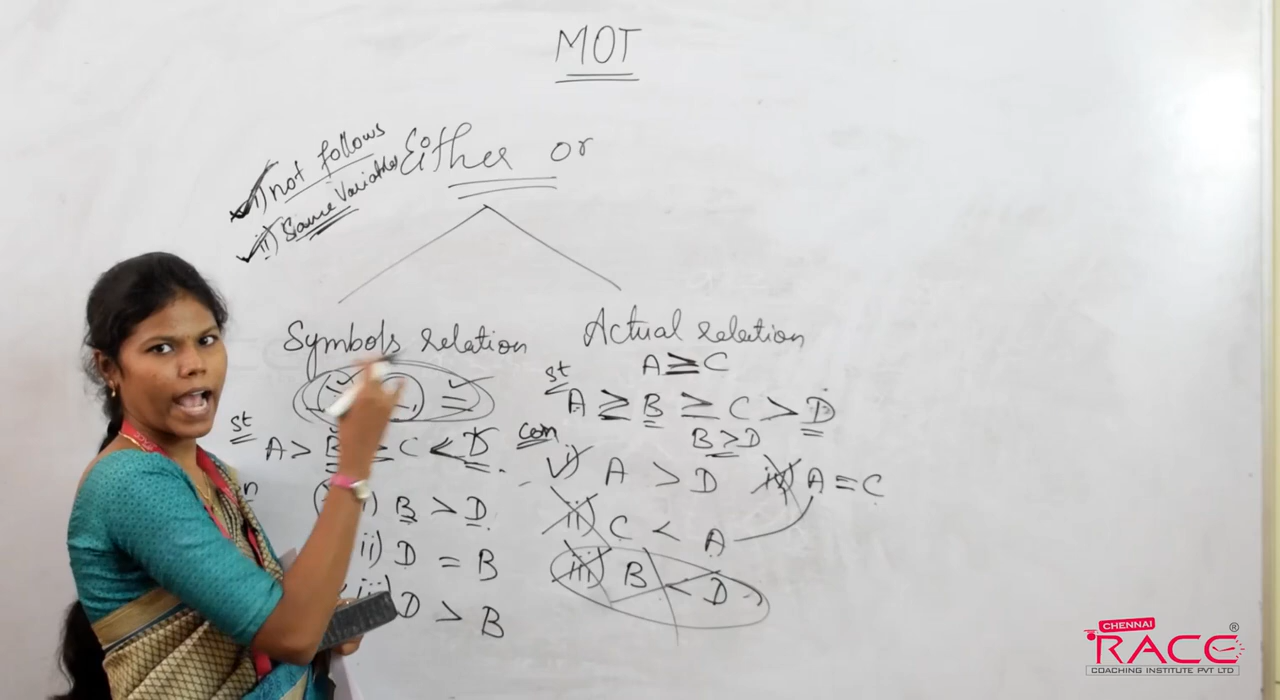 MOT
i) not follows
ii) Same Variables
Either or
Symbols relation
=
st
A > B ≥ C < D
i) B > D
ii) D = B
iii) D > B
Actual relation
A ≥ C
st
A ≥ B ≥ C > D
B > D
con
i) A > D
ii) C < A
iii) B < D
iv) A = C
CHENNAI
RACE ®
COACHING INSTITUTE PVT LTD